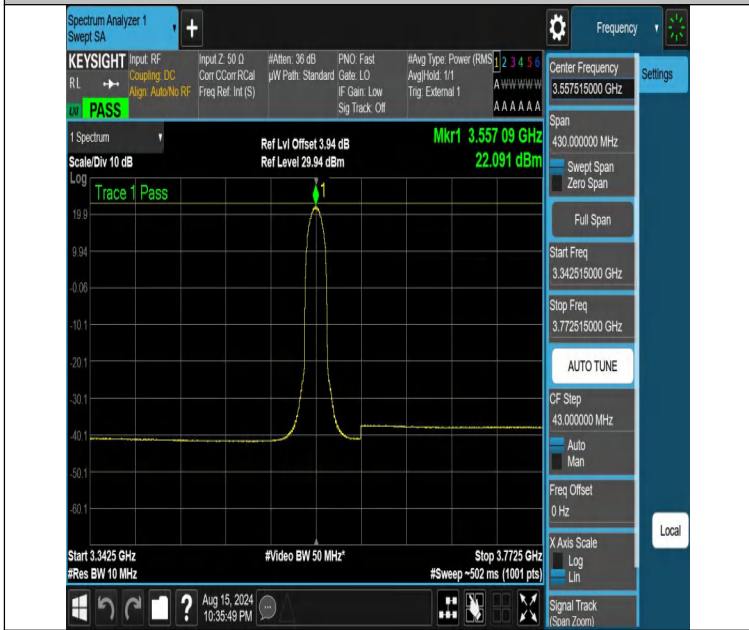 Spectrum Analyzer 1
Swept SA
Frequency
KEYSIGHT
RL
PASS
Input: RF
Coupling: DC
Align: Auto/No RF
Input Z: 50 Ω
Corr CCorr RCal
Freq Ref: Int (S)
#Atten: 36 dB
µW Path: Standard
PNO: Fast
Gate: LO
IF Gain: Low
Sig Track: Off
#Avg Type: Power (RMS
Avg|Hold: 1/1
Trig: External 1
1 2 3 4 5 6
A W W W W W
A A A A A A
1 Spectrum
Scale/Div 10 dB
Ref Lvl Offset 3.94 dB
Ref Level 29.94 dBm
Mkr1 3.557 09 GHz
22.091 dBm
Log
Trace 1 Pass
1
19.9
9.94
-0.06
-10.1
-20.1
-30.1
-40.1
-50.1
-60.1
Start 3.3425 GHz
#Res BW 10 MHz
#Video BW 50 MHz*
Stop 3.7725 GHz
#Sweep ~502 ms (1001 pts)
Aug 15, 2024
10:35:49 PM
Center Frequency
3.557515000 GHz
Settings
Span
430.000000 MHz
Swept Span
Zero Span
Full Span
Start Freq
3.342515000 GHz
Stop Freq
3.772515000 GHz
AUTO TUNE
CF Step
43.000000 MHz
Auto
Man
Freq Offset
0 Hz
X Axis Scale
Log
Lin
Local
Signal Track
(Span Zoom)